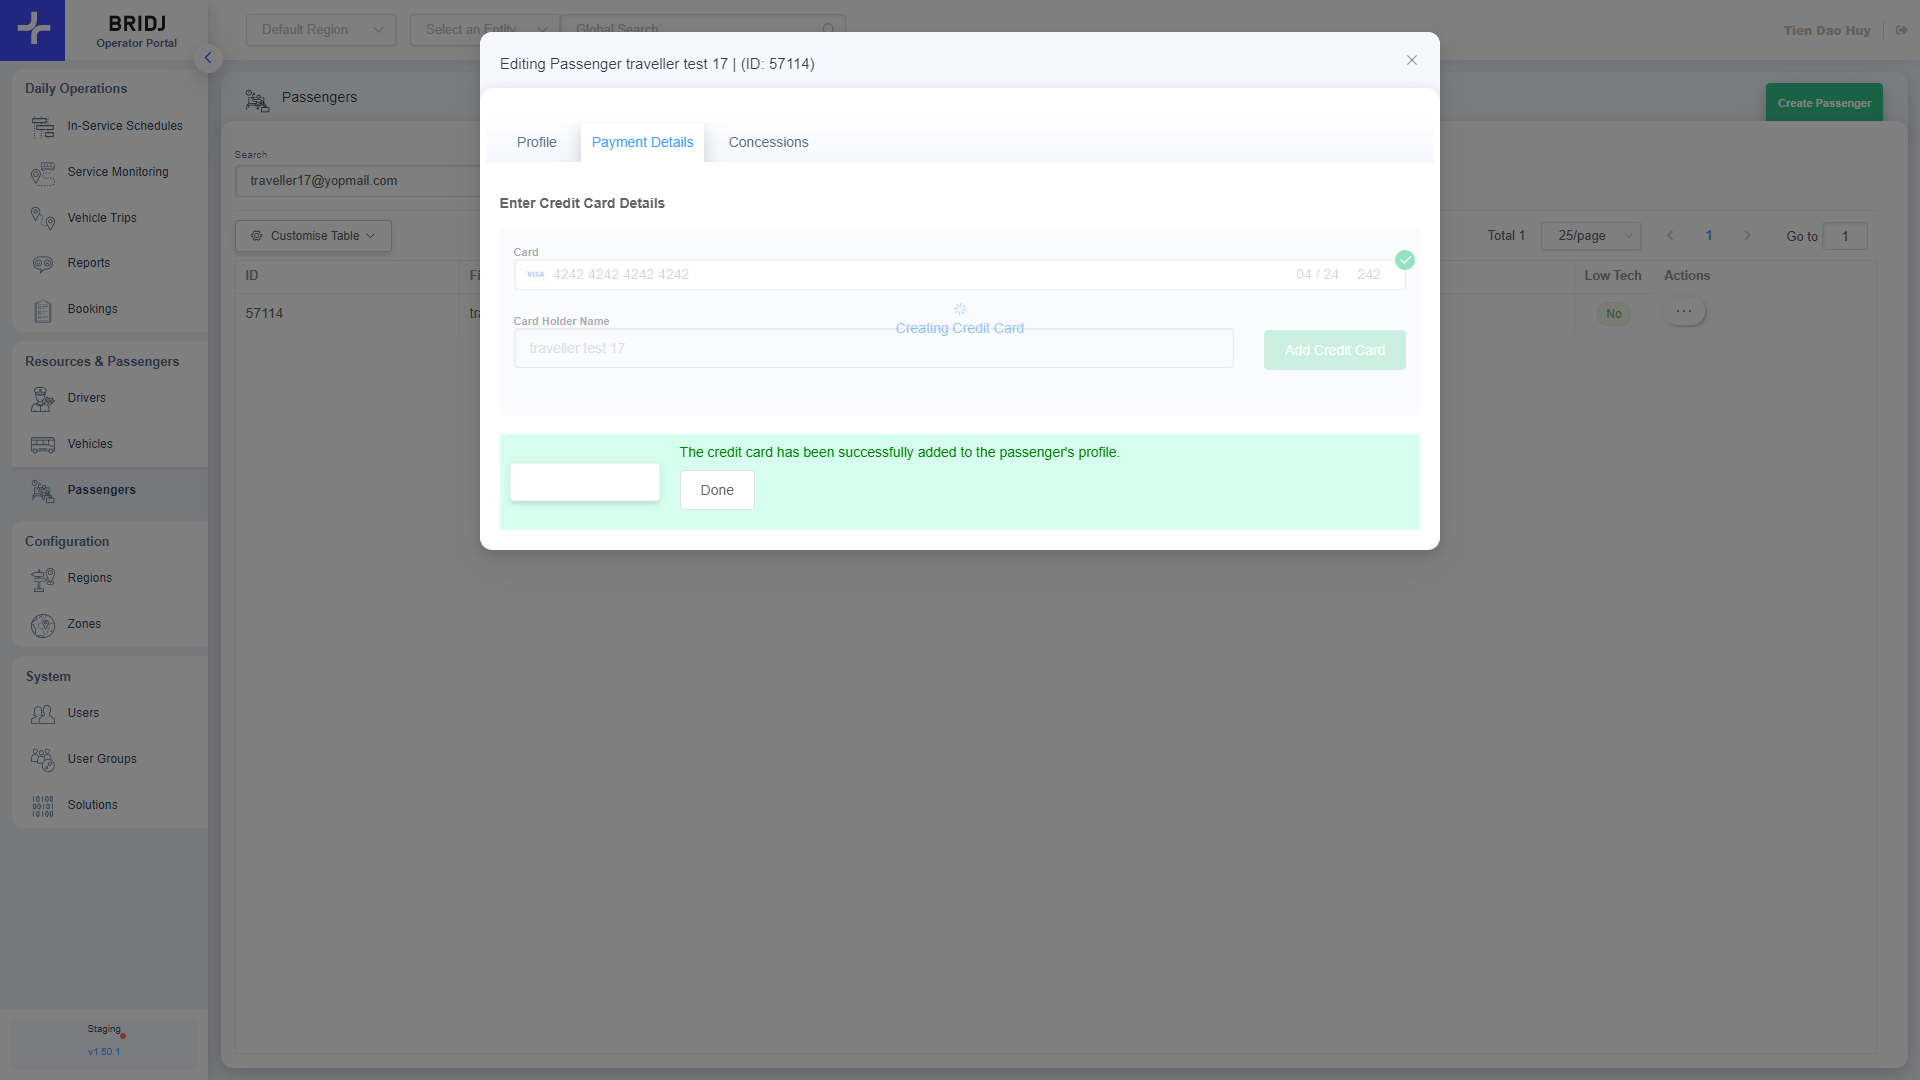 BRIDJ
Operator Portal
Default Region
Select an Entity
Global Search
Tien Dao Huy
Daily Operations
In-Service Schedules
Service Monitoring
Vehicle Trips
Reports
Bookings
Resources & Passengers
Drivers
Vehicles
Passengers
Configuration
Regions
Zones
System
Users
User Groups
Solutions
Staging
v1.50.1
Passengers
Create Passenger
Search
traveller17@yopmail.com
Customise Table
Total 1
25/page
1
Go to
1
ID
Low Tech
Actions
57114
No
Editing Passenger traveller test 17 | (ID: 57114)
Profile
Payment Details
Concessions
Enter Credit Card Details
Card
VISA 4242 4242 4242 4242 04 / 24 242
Creating Credit Card
Card Holder Name
traveller test 17
Add Credit Card
The credit card has been successfully added to the passenger's profile.
Done